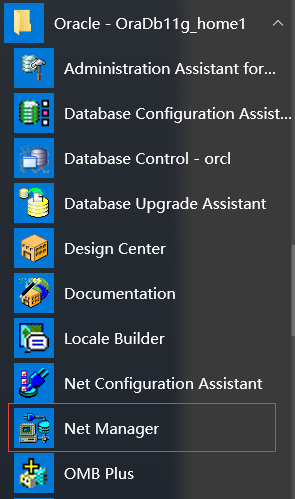 Oracle - OraDb11g_home1
Administration Assistant for...
Database Configuration Assist...
Database Control - orcl
Database Upgrade Assistant
Design Center
Documentation
Locale Builder
Net Configuration Assistant
Net Manager
OMB Plus